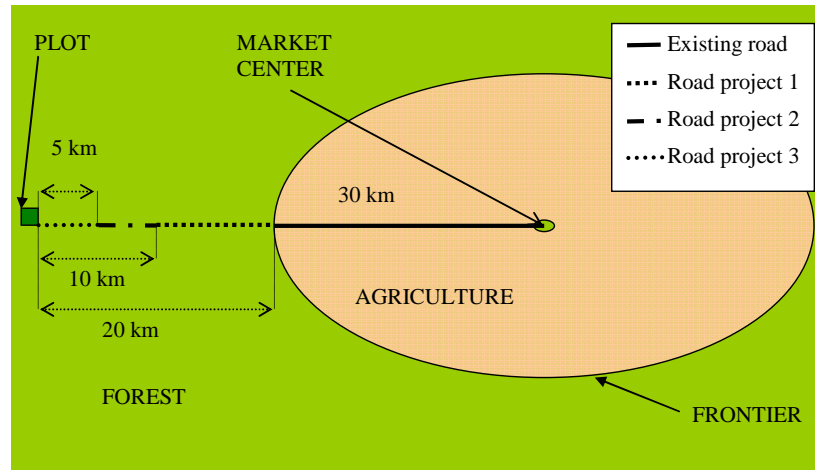 PLOT
MARKET
CENTER
Existing road
Road project 1
Road project 2
Road project 3
5 km
30 km
10 km
AGRICULTURE
20 km
FOREST
FRONTIER